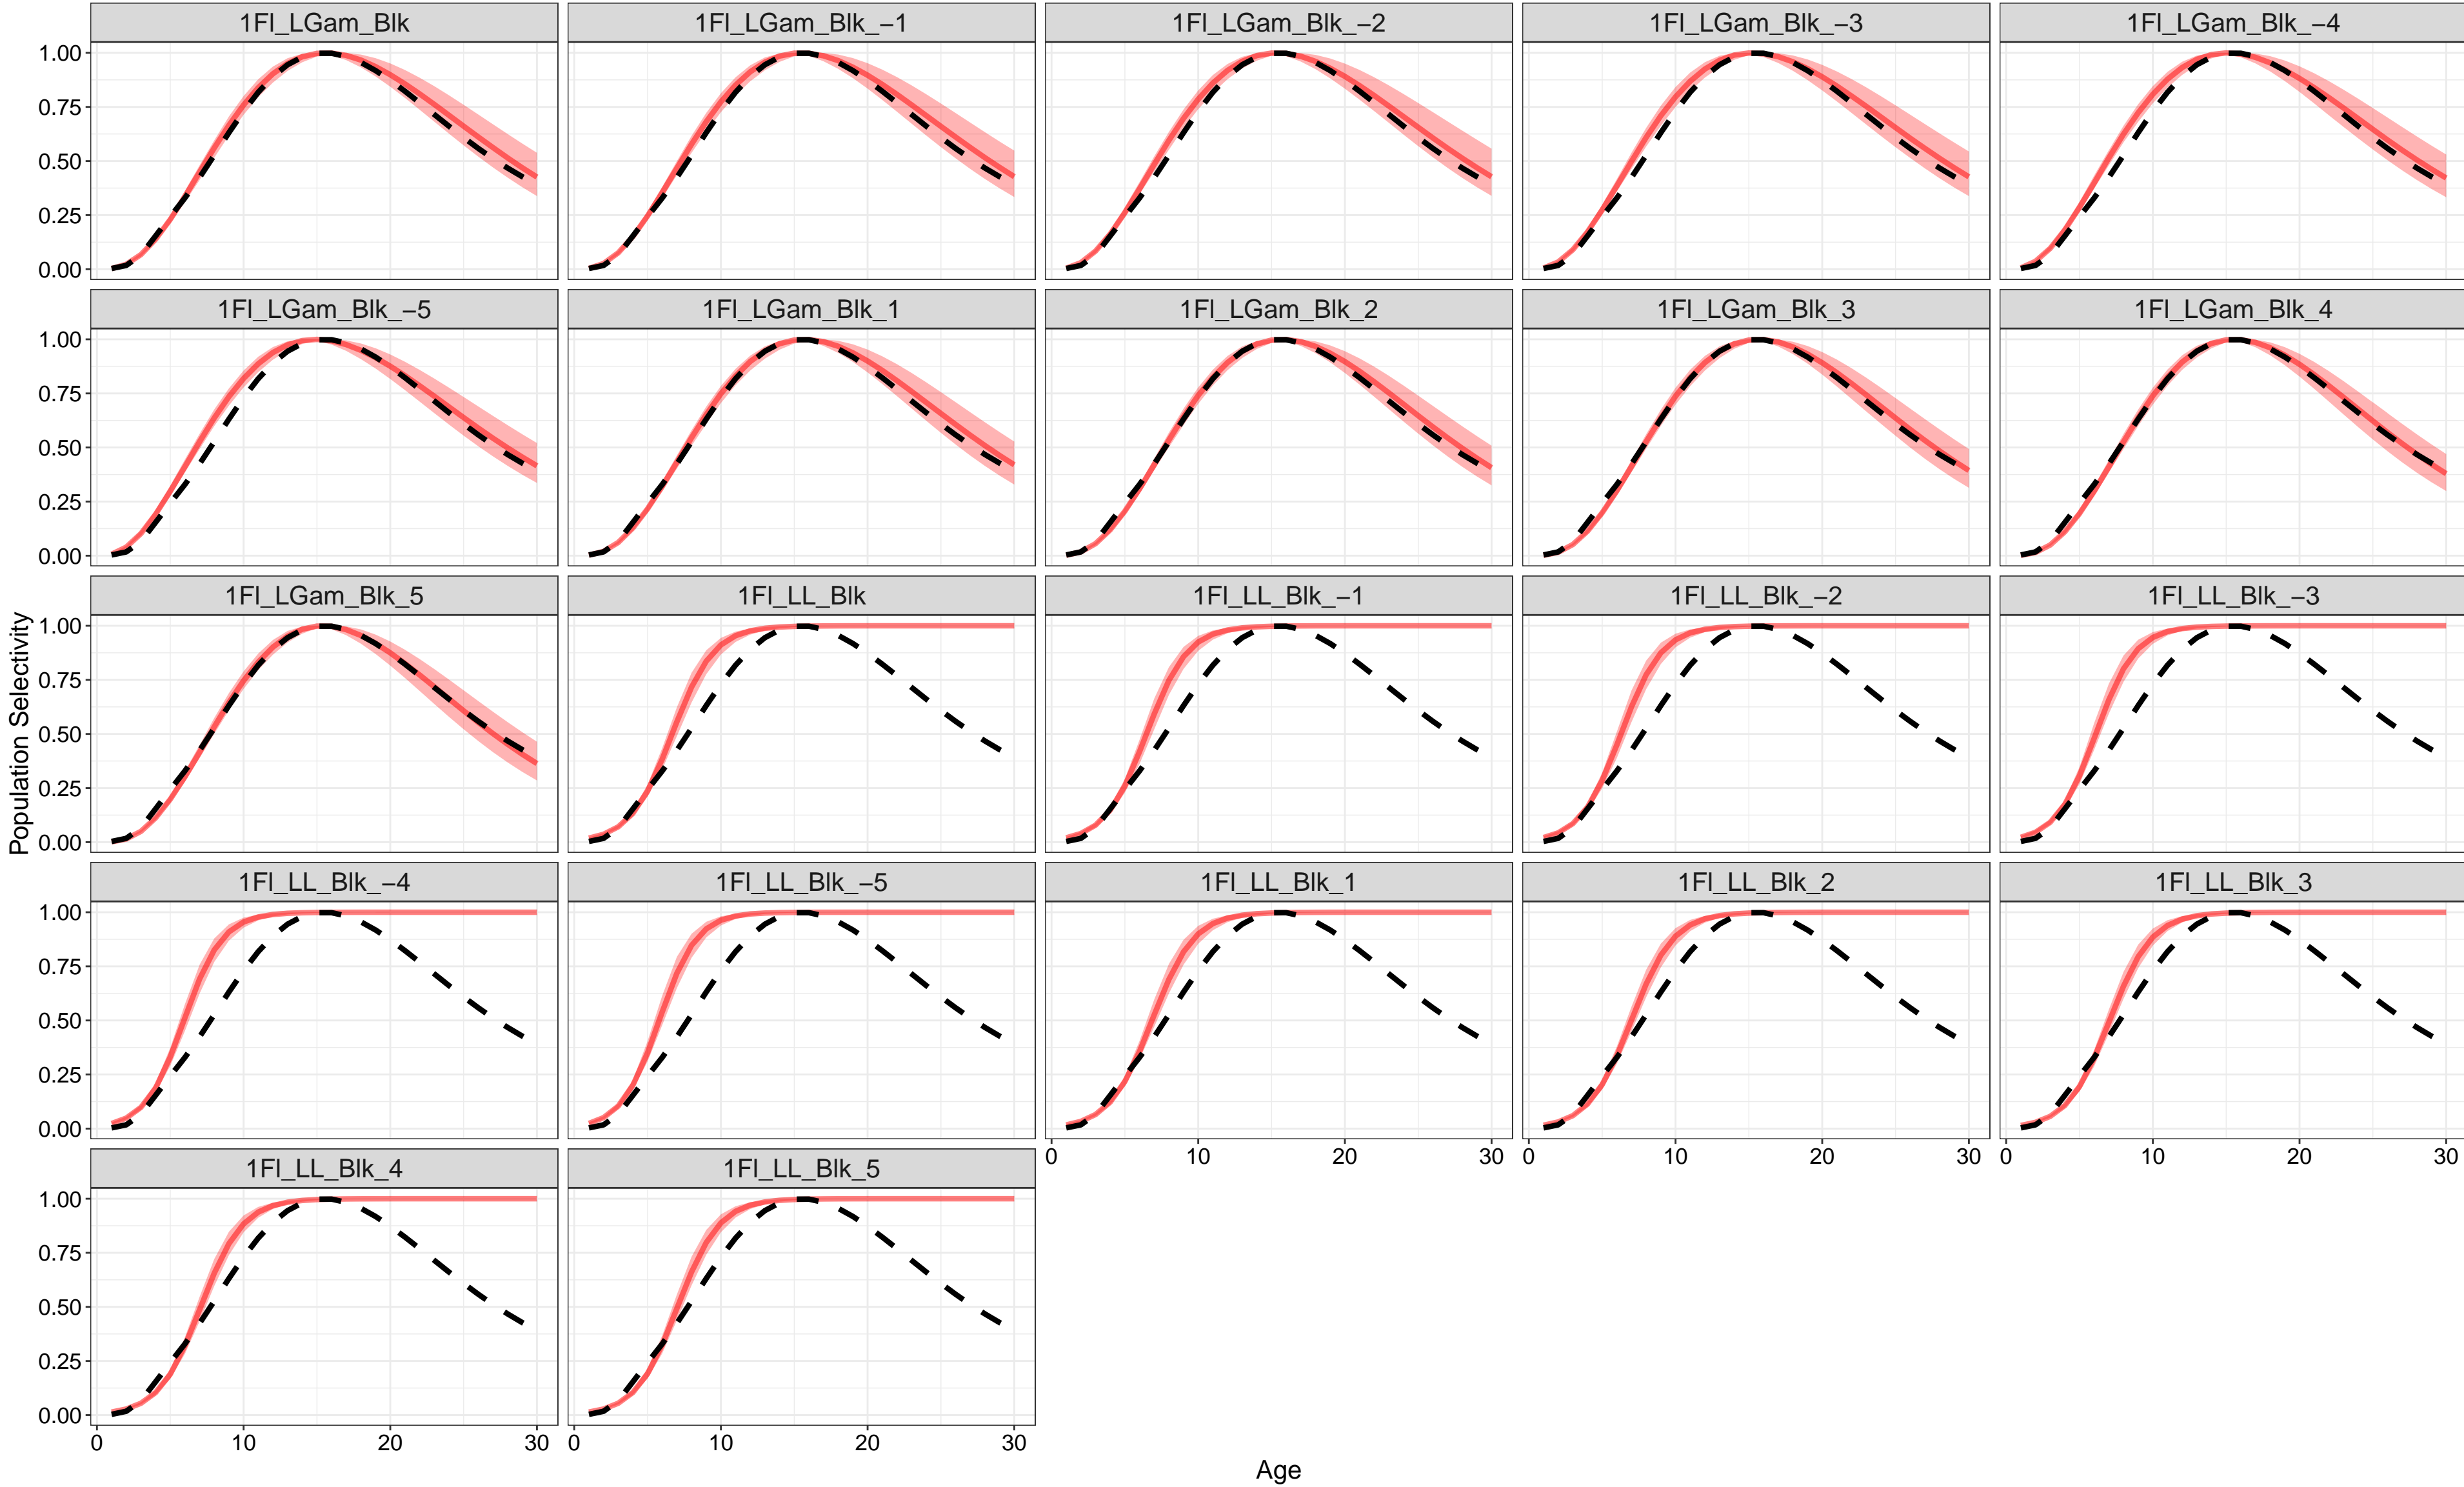 1Fl_LGam_Blk 1Fl_LGam_Blk_−1 1Fl_LGam_Blk_−2 1Fl_LGam_Blk_−3 1Fl_LGam_Blk_−4
1.00
0.75
0.50
0.25
0.00
1Fl_LGam_Blk_−5 1Fl_LGam_Blk_1 1Fl_LGam_Blk_2 1Fl_LGam_Blk_3 1Fl_LGam_Blk_4
1.00
0.75
0.50
0.25
0.00
1Fl_LGam_Blk_5 1Fl_LL_Blk 1Fl_LL_Blk_−1 1Fl_LL_Blk_−2 1Fl_LL_Blk_−3
1.00
0.75
0.50
0.25
0.00
Population Selectivity
1Fl_LL_Blk_−4 1Fl_LL_Blk_−5 1Fl_LL_Blk_1 1Fl_LL_Blk_2 1Fl_LL_Blk_3
1.00
0.75
0.50
0.25
0.00
0 10 20 30 0 10 20 30 0 10 20 30
1Fl_LL_Blk_4 1Fl_LL_Blk_5
1.00
0.75
0.50
0.25
0.00
0 10 20 30 0 10 20 30
Age